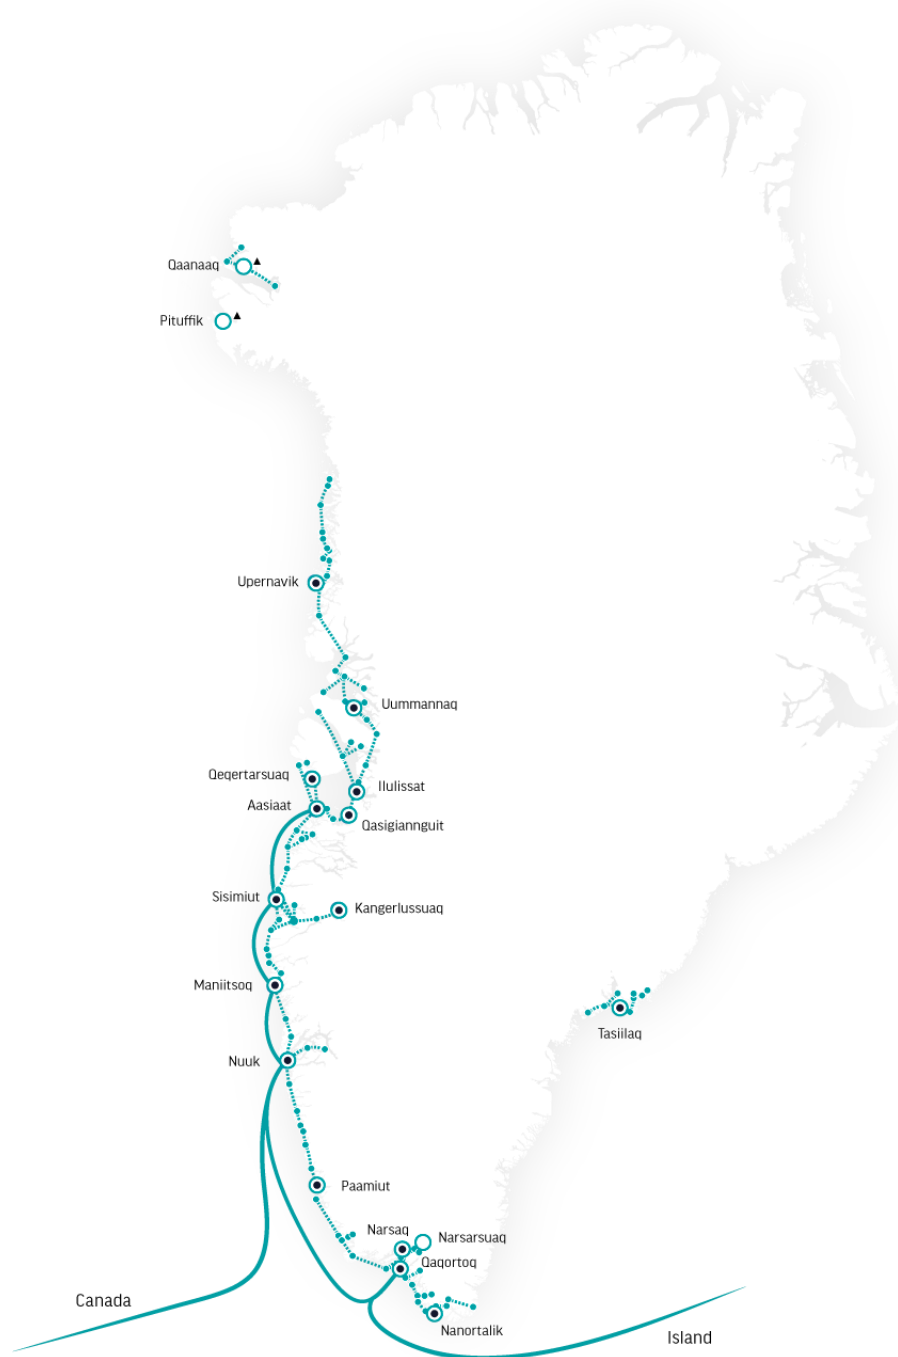 Qaanaaq
Pituffik
Upernavik
Uummannaq
Qeqertarsuaq
Ilulissat
Aasiaat
Qasigiannguit
Sisimiut
Kangerlussuaq
Maniitsoq
Tasiilaq
Nuuk
Paamiut
Narsaq
Narsarsuaq
Qaqortoq
Canada
Nanortalik
Island